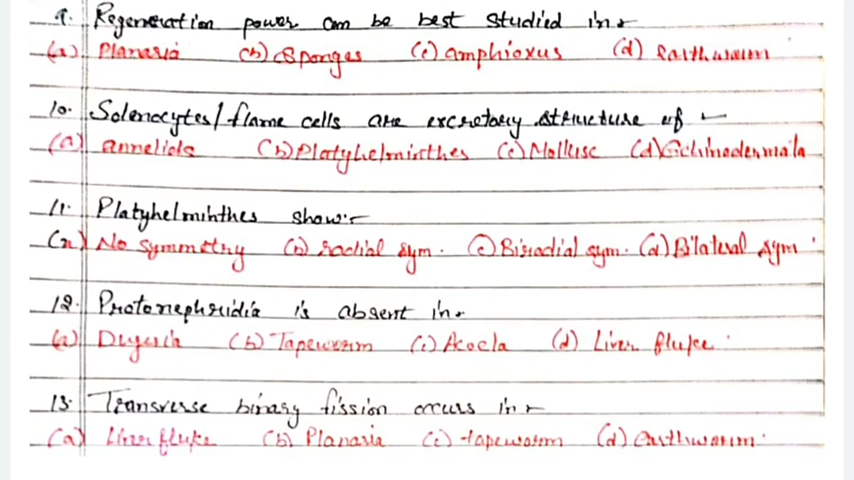 9. Regeneration power can be best studied in:-
(a) Planaria (b) Sponges (c) amphioxus (d) Earthworm
10. Solenocytes/flame cells are excretory structure of :-
(a) annelids (b) Platyhelminthes (c) Mollusc (d) Echinodermata
11. Platyhelminthes show:-
(a) No symmetry (b) radial sym. (c) Biradial sym. (d) Bilateral sym.
12. Protonephridia is absent in:-
(a) Dugesia (b) Tapeworm (c) Acoela (d) Liver fluke.
13. Transverse binary fission occurs in:-
(a) Liver fluke (b) Planaria (c) tapeworm (d) earthworm.